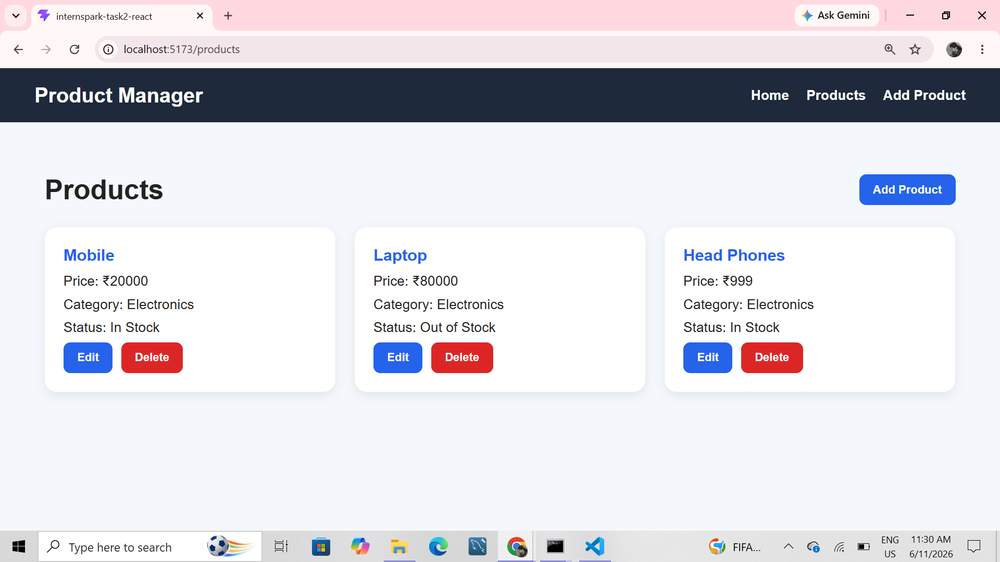 internspark-task2-react
Ask Gemini
localhost:5173/products
Product Manager
Home Products Add Product
Products
Add Product
Mobile
Price: ₹20000
Category: Electronics
Status: In Stock
Edit Delete
Laptop
Price: ₹80000
Category: Electronics
Status: Out of Stock
Edit Delete
Head Phones
Price: ₹999
Category: Electronics
Status: In Stock
Edit Delete
Type here to search
FIFA...
ENG
US
11:30 AM
6/11/2026